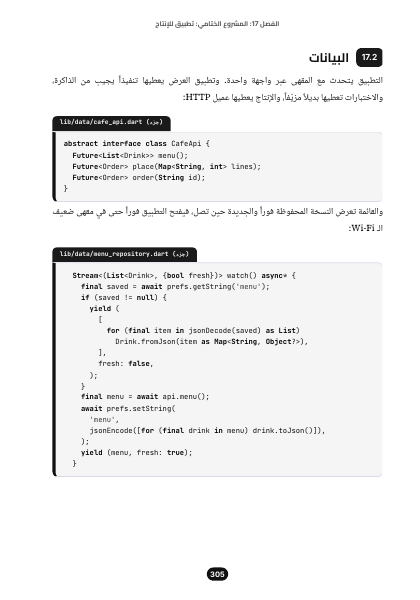 الفصل 17: المشروع الختامي: تطبيق للإنتاج
17.2 البيانات
التطبيق يتحدث مع المقهى عبر واجهة واحدة. وتطبيق العرض يعطيها تنفيذاً يجيب من الذاكرة،
والاختبارات تعطيها بديلاً مزيّفاً، والإنتاج يعطيها عميل HTTP:
lib/data/cafe_api.dart (جزء)
abstract interface class CafeApi {
  Future<List<Drink>> menu();
  Future<Order> place(Map<String, int> lines);
  Future<Order> order(String id);
}
والقائمة تعرض النسخة المحفوظة فوراً والجديدة حين تصل، فيفتح التطبيق فوراً حتى في مقهى ضعيف
الـ Wi-Fi:
lib/data/menu_repository.dart (جزء)
Stream<(List<Drink>, {bool fresh})> watch() async* {
  final saved = await prefs.getString('menu');
  if (saved != null) {
    yield (
      [
        for (final item in jsonDecode(saved) as List)
          Drink.fromJson(item as Map<String, Object?>),
      ],
      fresh: false,
    );
  }
  final menu = await api.menu();
  await prefs.setString(
    'menu',
    jsonEncode([for (final drink in menu) drink.toJson()]),
  );
  yield (menu, fresh: true);
}
305